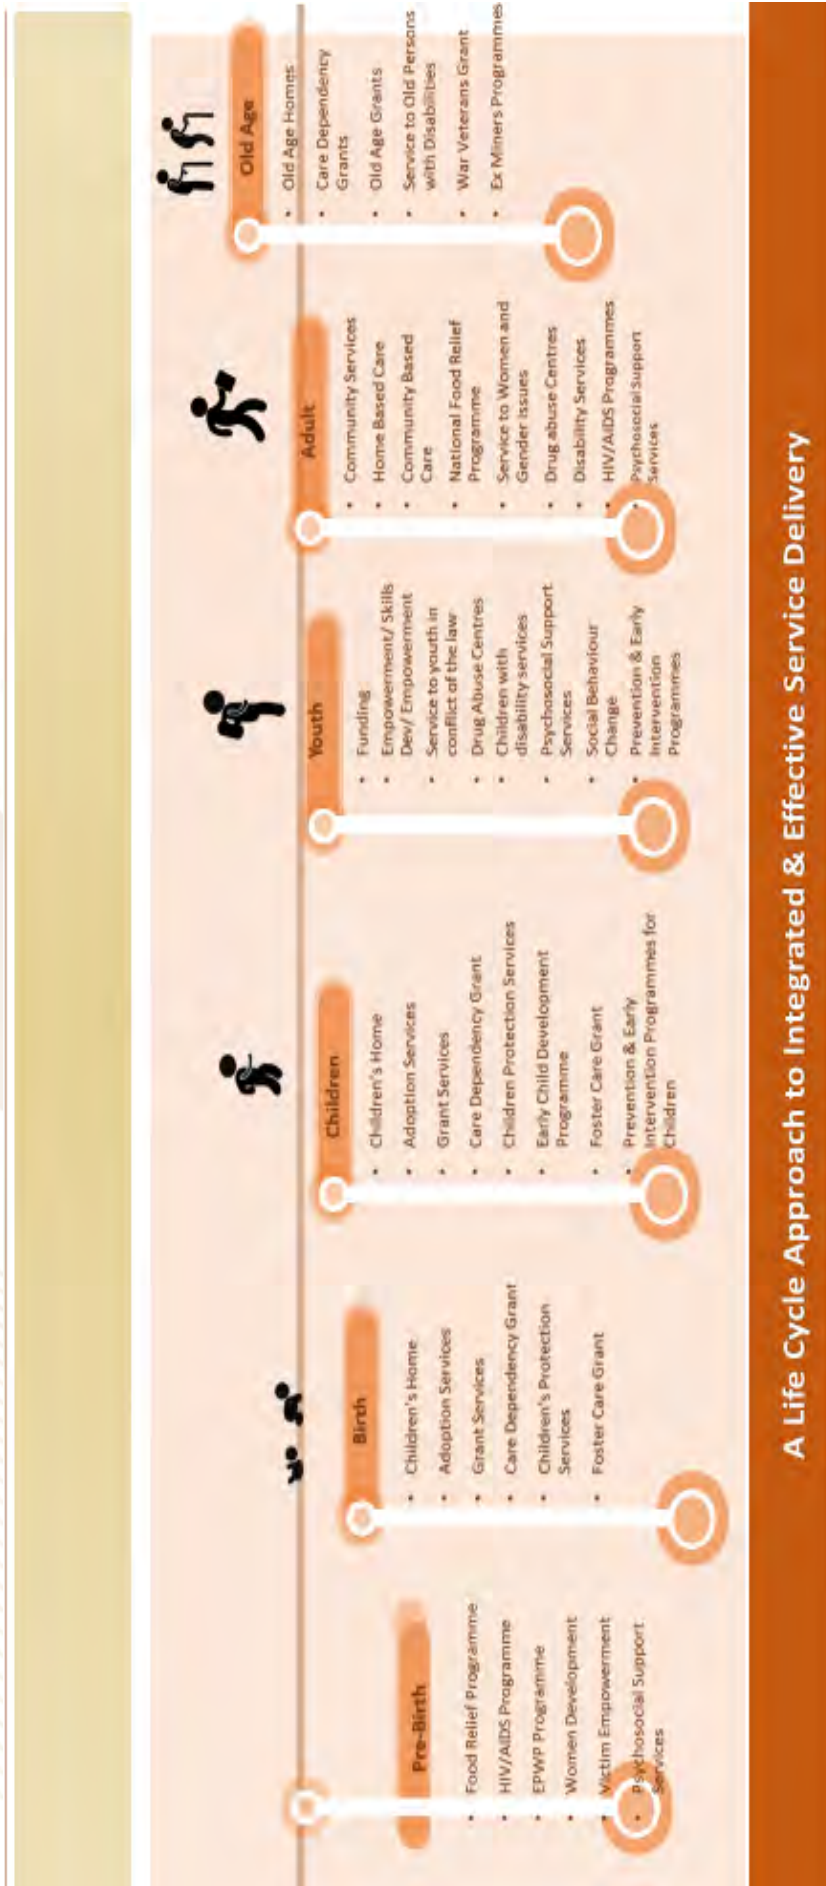 Pre-Birth
• Food Relief Programme
• HIV/AIDS Programme
• EPWP Programme
• Women Development
• Victim Empowerment
• Psychosocial Support
Services
Birth
• Children's Home
• Adoption Services
• Grant Services
• Care Dependency Grant
• Children's Protection
Services
• Foster Care Grant
Children
• Children's Home
• Adoption Services
• Grant Services
• Care Dependency Grant
• Children Protection Services
• Early Child Development
Programme
• Foster Care Grant
• Prevention & Early
Intervention Programmes for
Children
Youth
• Funding
• Empowerment/ Skills
Dev/ Empowerment
• Service to youth in
conflict of the law
• Drug Abuse Centres
• Children with
disability services
• Psychosocial Support
Services
• Social Behaviour
Change
• Prevention & Early
Intervention
Programmes
Adult
• Community Services
• Home Based Care
• Community Based
Care
• National Food Relief
Programme
• Service to Women and
Gender issues
• Drug abuse Centres
• Disability Services
• HIV/AIDS Programmes
• Psychosocial Support
Services
Old Age
• Old Age Homes
• Care Dependency
Grants
• Old Age Grants
• Service to Old Persons
with Disabilities
• War Veterans Grant
• Ex Miners Programmes
A Life Cycle Approach to Integrated & Effective Service Delivery